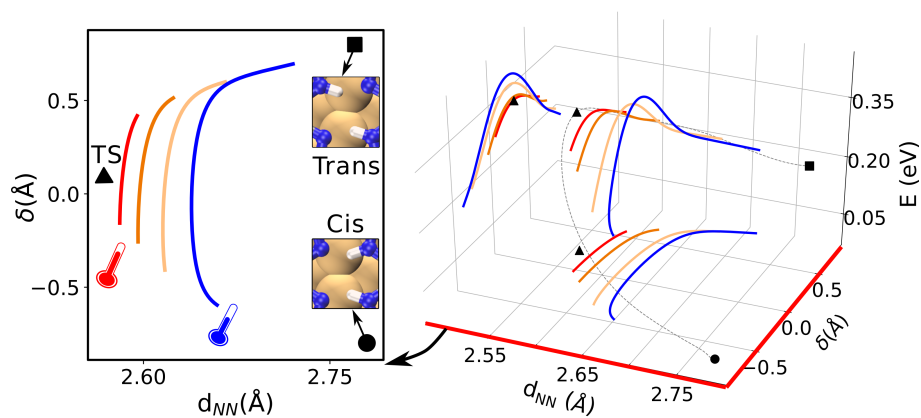 0.5
0.0
−0.5
δ(Å)
TS
Trans
Cis
2.60
2.75
d_NN(Å)
0.35
0.20
0.05
E (eV)
0.5
0.0
−0.5
δ(Å)
2.55
2.65
2.75
d_NN (Å)